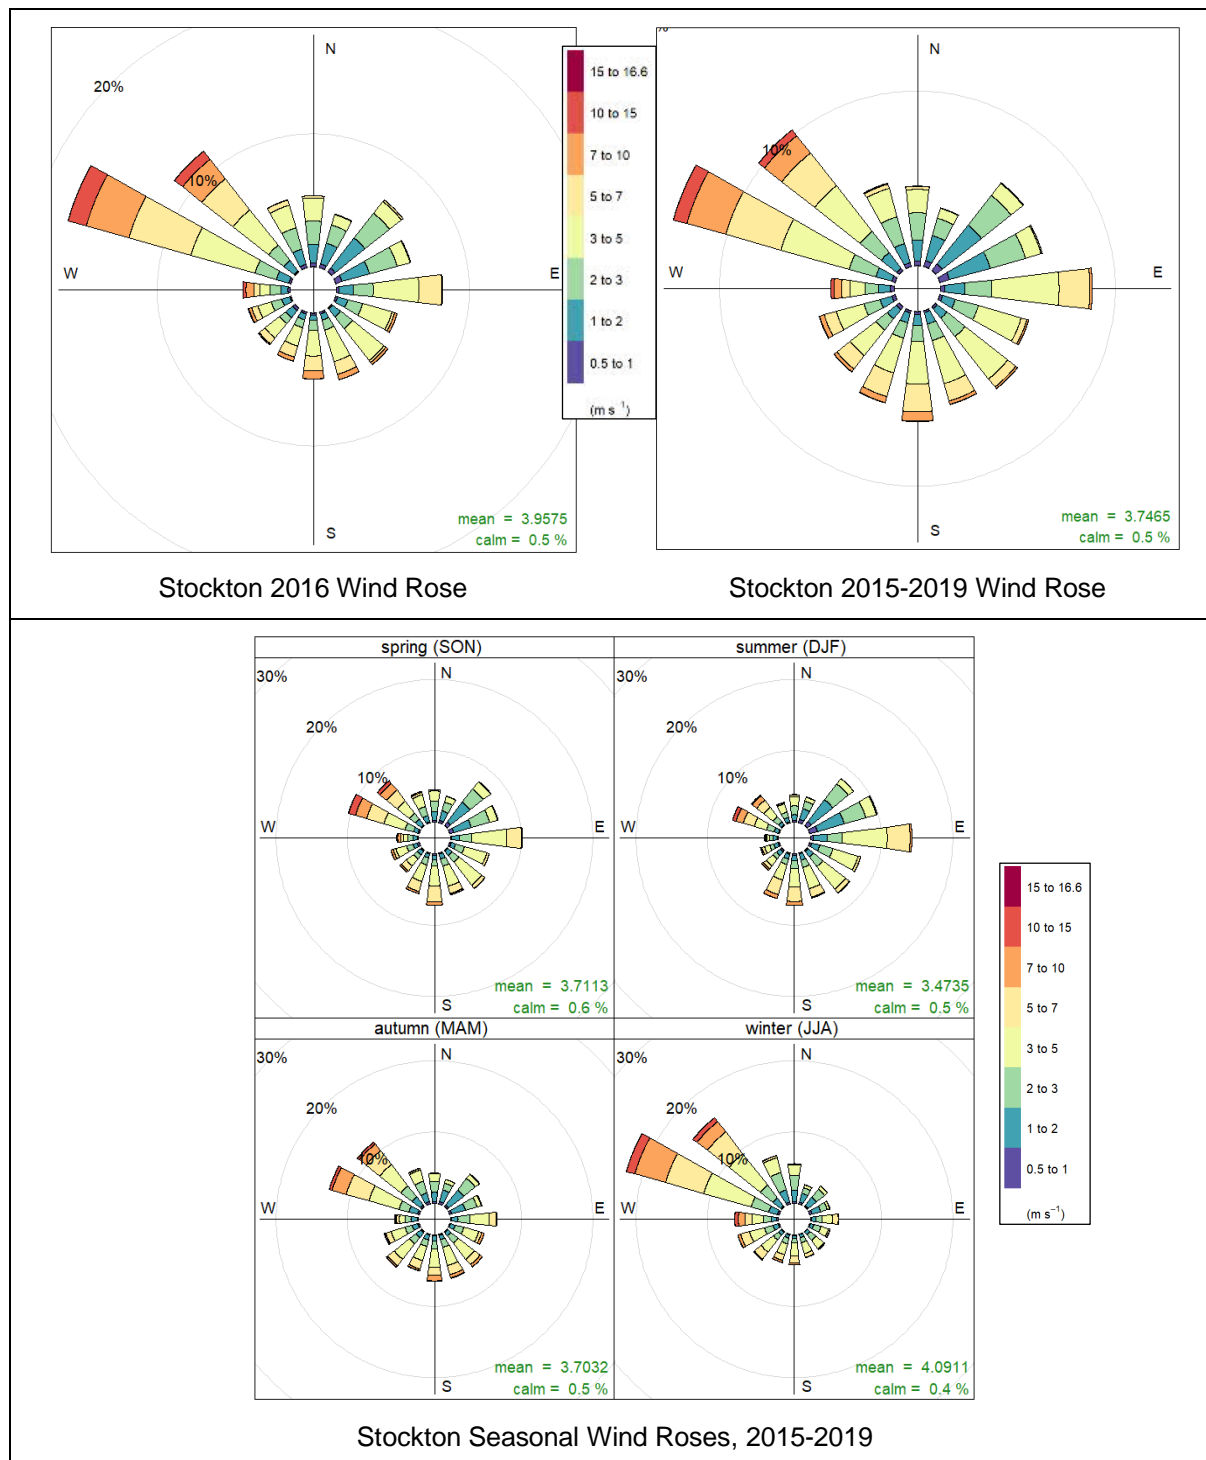 N
20%
10%
W
E
S
mean = 3.9575
calm = 0.5 %
15 to 16.6
10 to 15
7 to 10
5 to 7
3 to 5
2 to 3
1 to 2
0.5 to 1
(m s⁻¹)
%
N
10%
W
E
S
mean = 3.7465
calm = 0.5 %
Stockton 2016 Wind Rose
Stockton 2015-2019 Wind Rose
spring (SON)
30%
N
20%
10%
W
E
S
mean = 3.7113
calm = 0.6 %
summer (DJF)
30%
N
20%
10%
W
E
S
mean = 3.4735
calm = 0.5 %
autumn (MAM)
30%
N
20%
10%
W
E
S
mean = 3.7032
calm = 0.5 %
winter (JJA)
30%
N
20%
10%
W
E
S
mean = 4.0911
calm = 0.4 %
15 to 16.6
10 to 15
7 to 10
5 to 7
3 to 5
2 to 3
1 to 2
0.5 to 1
(m s⁻¹)
Stockton Seasonal Wind Roses, 2015-2019